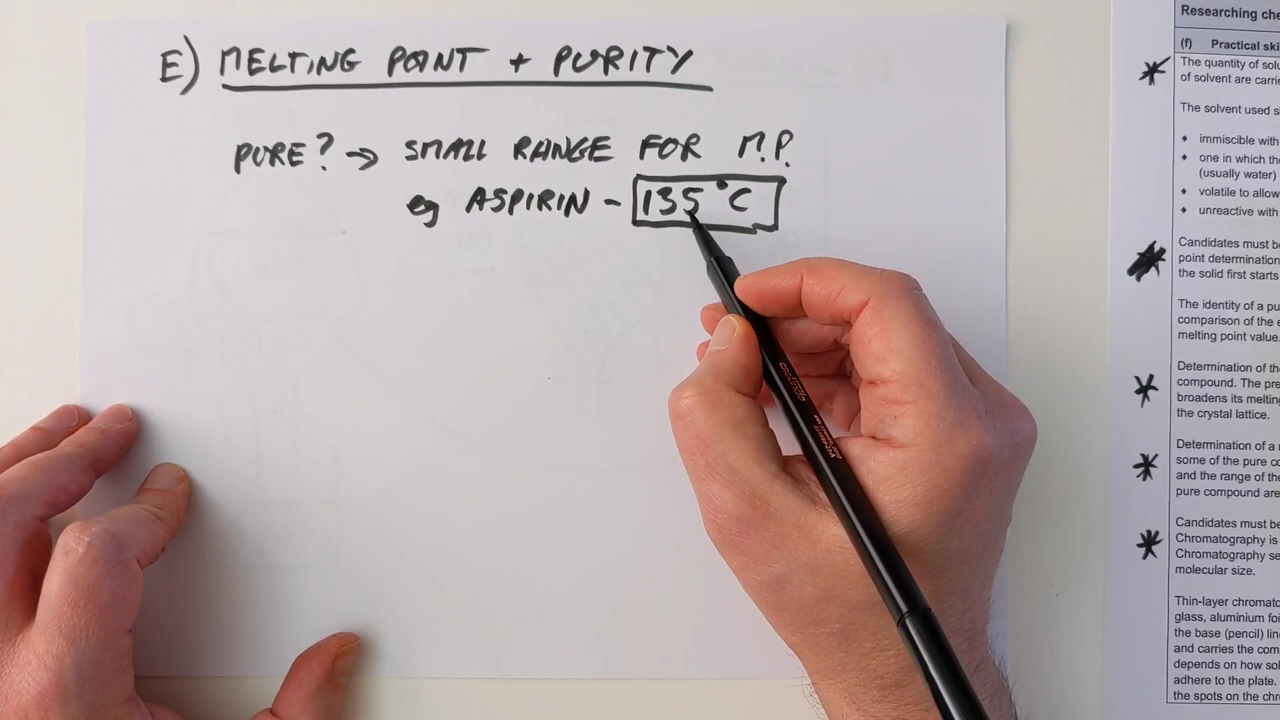 E) MELTING POINT + PURITY
PURE? → SMALL RANGE FOR M.P.
eg ASPIRIN - 135°C
Researching che
(f) Practical ski
The quantity of solu
of solvent are carrie
The solvent used s
♦ immiscible with
♦ one in which the
(usually water)
♦ volatile to allow
♦ unreactive with
Candidates must be
point determination
the solid first starts
The identity of a pu
comparison of the e
melting point value.
Determination of the
compound. The pre
broadens its melting
the crystal lattice.
Determination of a
some of the pure co
and the range of the
pure compound are
Candidates must be
Chromatography is
Chromatography se
molecular size.
Thin-layer chromato
glass, aluminium foi
the base (pencil) line
and carries the com
depends on how sol
adhere to the plate.
the spots on the chr